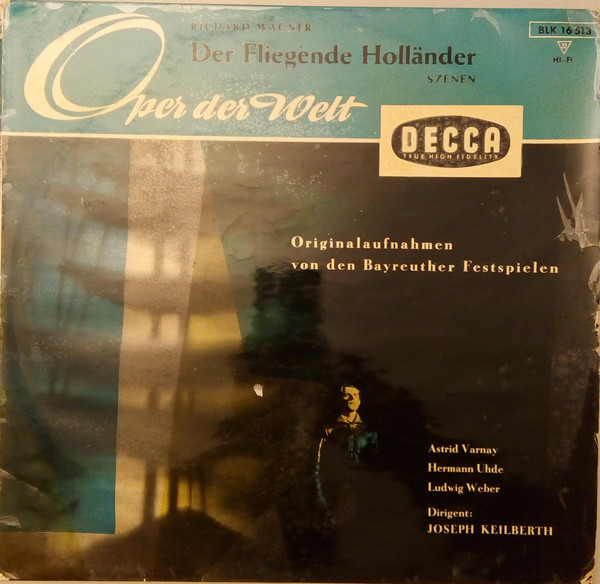 RICHARD WAGNER
Der Fliegende Holländer
SZENEN
Oper der Welt
BLK 16 513
HI-FI
DECCA
TRUE HIGH FIDELITY
Originalaufnahmen
von den Bayreuther Festspielen
Astrid Varnay
Hermann Uhde
Ludwig Weber
Dirigent:
JOSEPH KEILBERTH